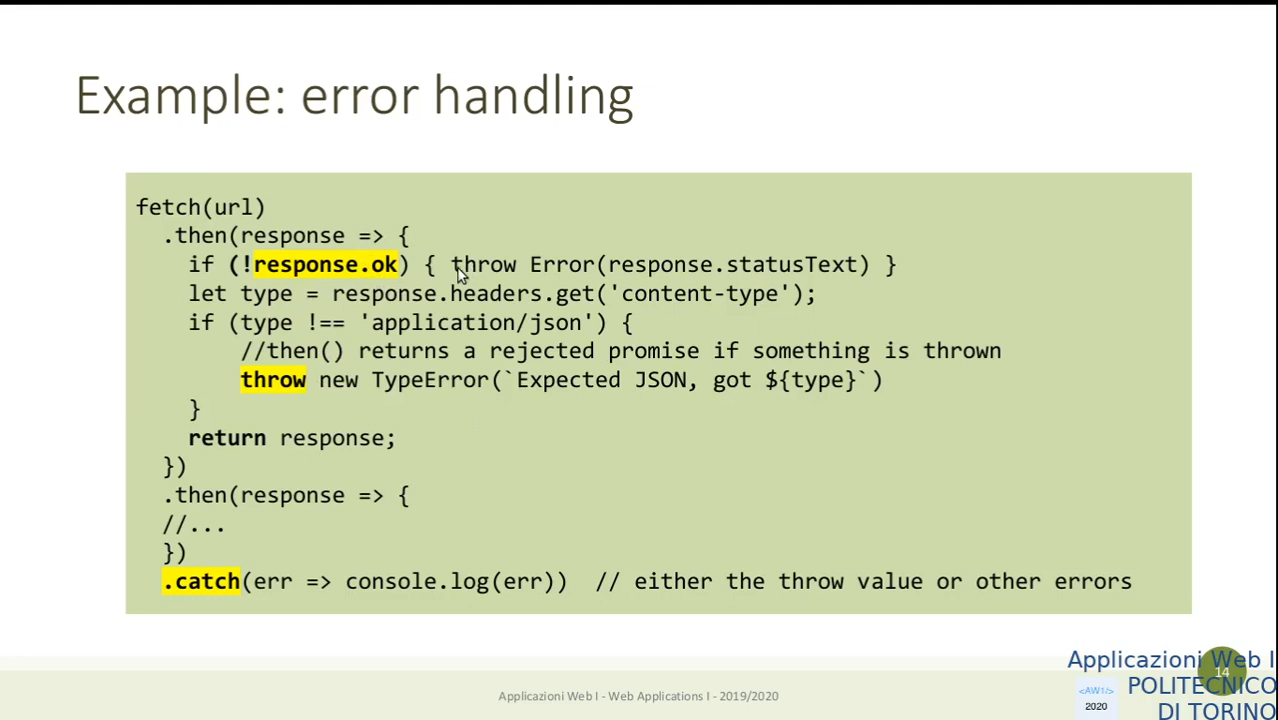 Example: error handling
fetch(url)
  .then(response => {
    if (!response.ok) { throw Error(response.statusText) }
    let type = response.headers.get('content-type');
    if (type !== 'application/json') {
        //then() returns a rejected promise if something is thrown
        throw new TypeError(`Expected JSON, got ${type}`)
    }
    return response;
  })
  .then(response => {
  //...
  })
  .catch(err => console.log(err))  // either the throw value or other errors
Applicazioni Web I - Web Applications I - 2019/2020
14
Applicazioni Web I
<AW1/>
2020
POLITECNICO
DI TORINO